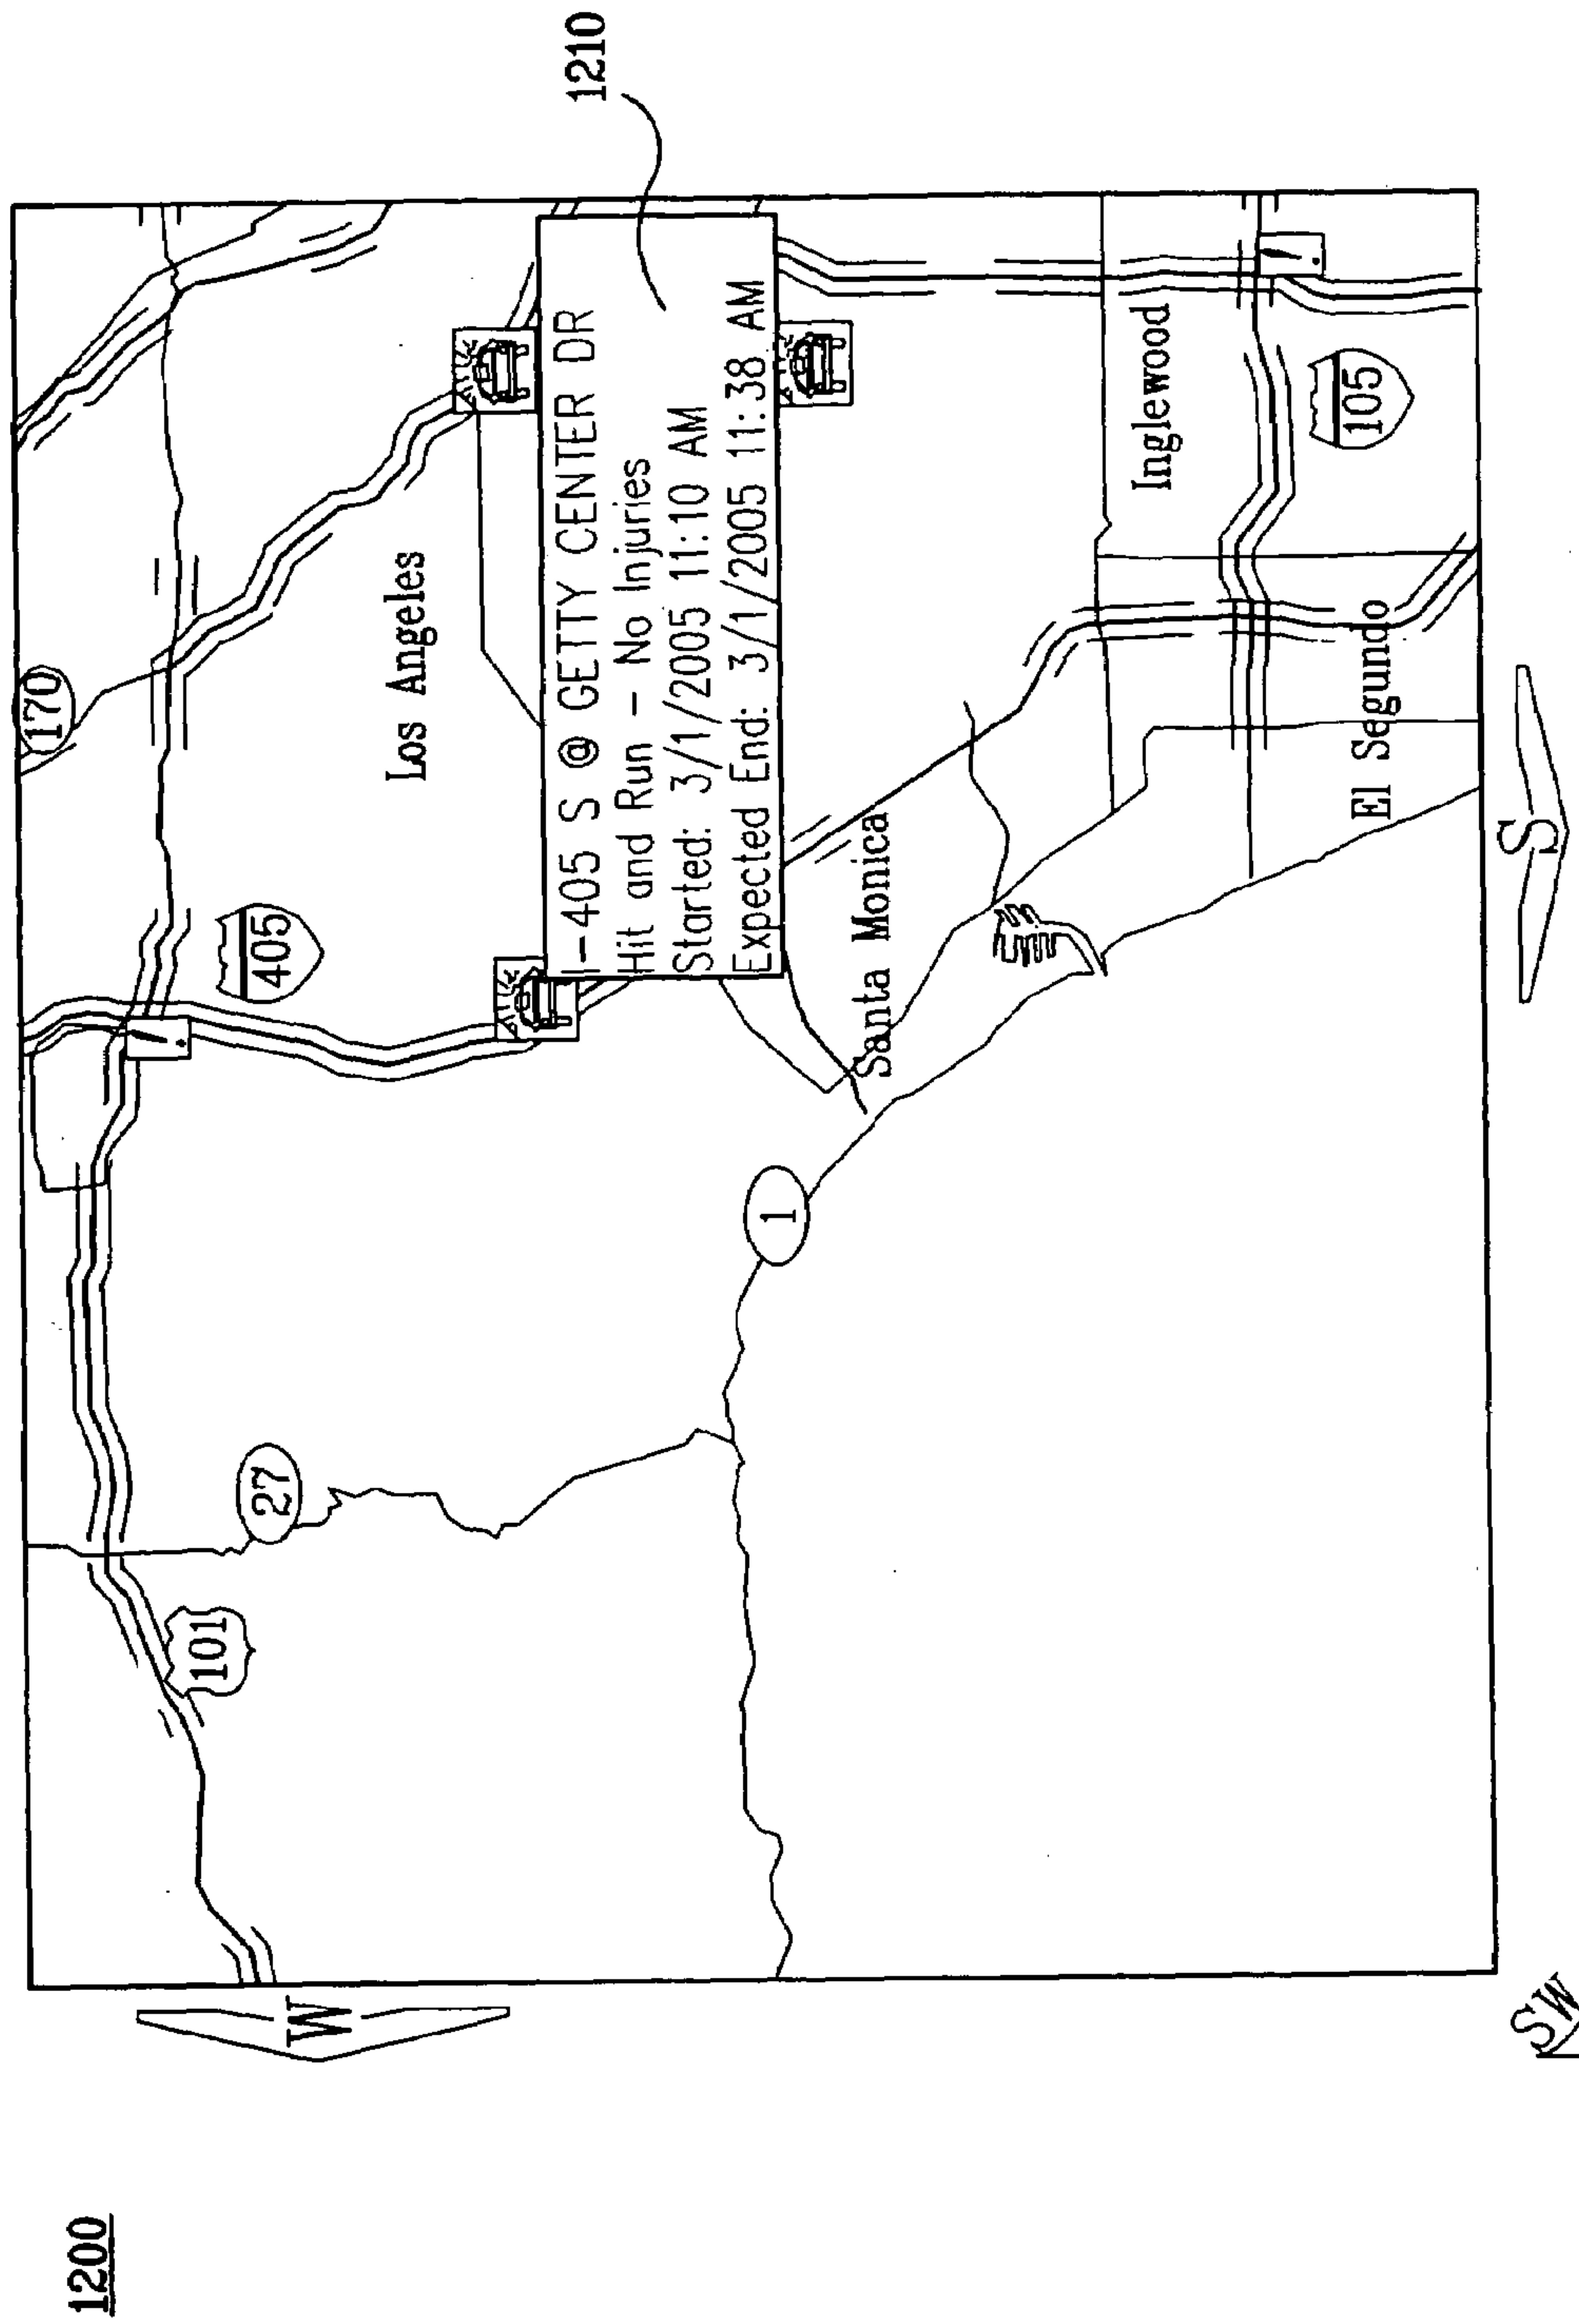 1200
170
101
405
27
Los Angeles
1210
I-405 S @ GETTY CENTER DR
Hit and Run - No Injuries
Started: 3/1/2005 11:10 AM
Expected End: 3/1/2005 11:38 AM
1
Santa Monica
Inglewood
105
El Segundo
W
S
SW